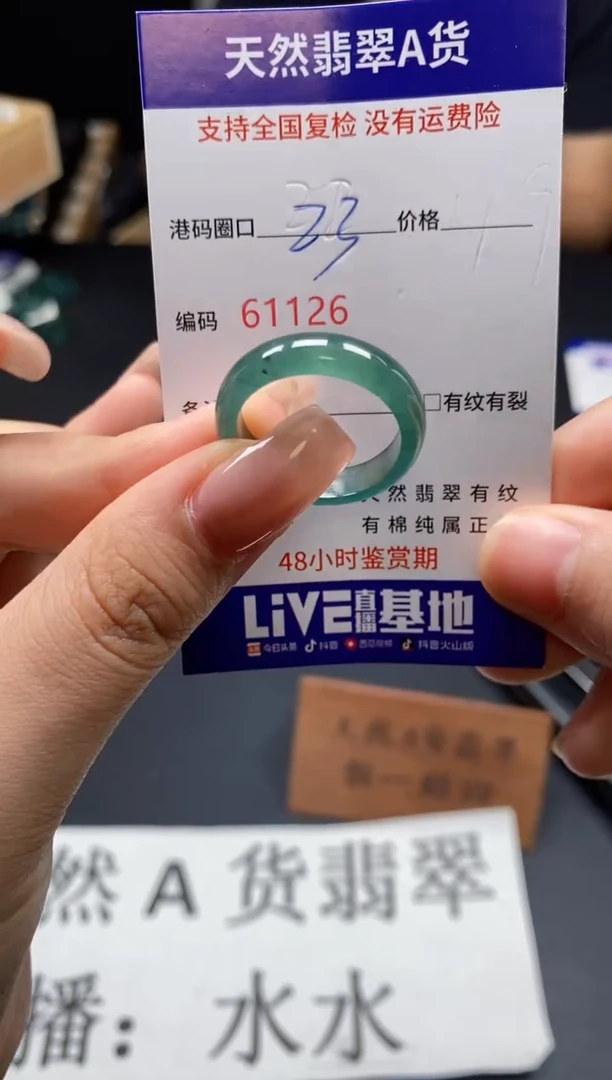 天然翡翠A货
支持全国复检 没有运费险
港码圈口 23 价格
编码 61126
□有纹有裂
天然翡翠有纹
有棉纯属正
48小时鉴赏期
LiVE直播基地
今日头条 抖音 西瓜视频 抖音火山版
然A货翡翠
播：水水